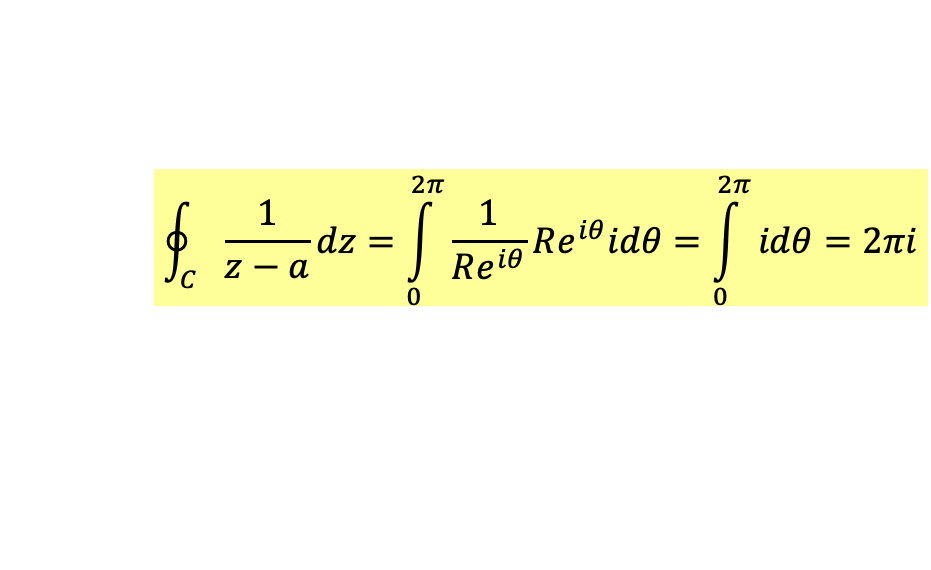 ∮_C 1/(z − a) dz = ∫_0^{2π} 1/(Re^{iθ}) Re^{iθ} idθ = ∫_0^{2π} idθ = 2πi